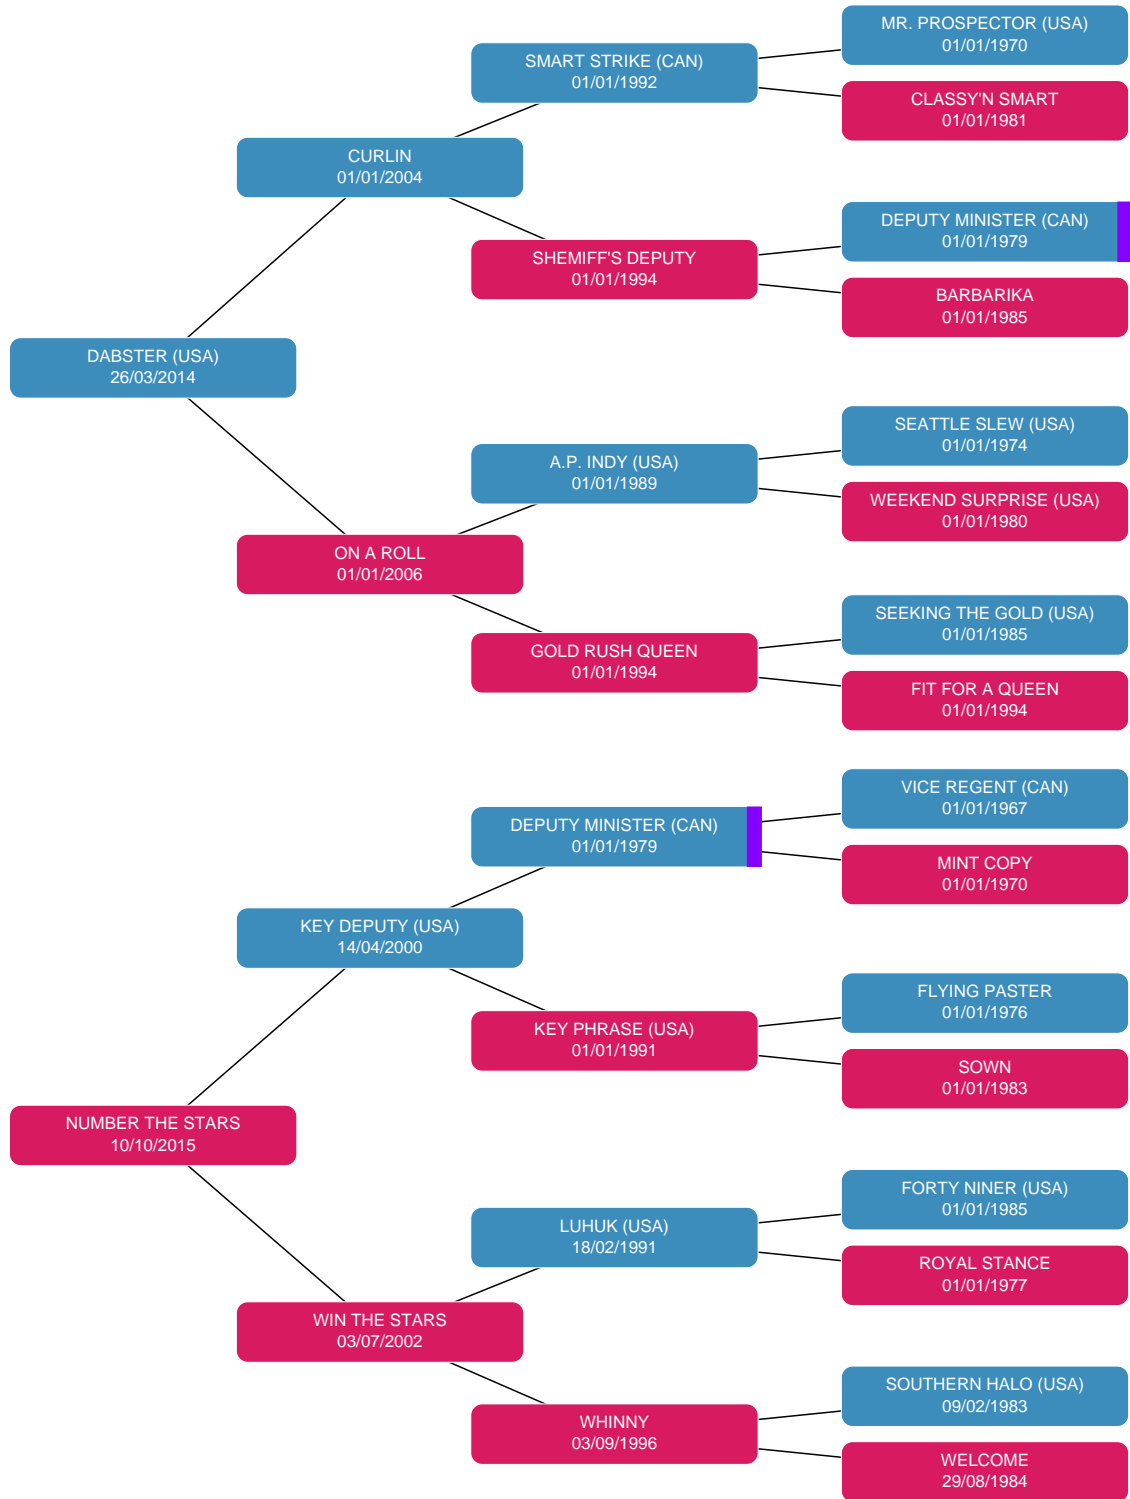 MR. PROSPECTOR (USA)
01/01/1970
SMART STRIKE (CAN)
01/01/1992
CLASSY'N SMART
01/01/1981
CURLIN
01/01/2004
DEPUTY MINISTER (CAN)
01/01/1979
SHEMIFF'S DEPUTY
01/01/1994
BARBARIKA
01/01/1985
DABSTER (USA)
26/03/2014
SEATTLE SLEW (USA)
01/01/1974
A.P. INDY (USA)
01/01/1989
WEEKEND SURPRISE (USA)
01/01/1980
ON A ROLL
01/01/2006
SEEKING THE GOLD (USA)
01/01/1985
GOLD RUSH QUEEN
01/01/1994
FIT FOR A QUEEN
01/01/1994
VICE REGENT (CAN)
01/01/1967
DEPUTY MINISTER (CAN)
01/01/1979
MINT COPY
01/01/1970
KEY DEPUTY (USA)
14/04/2000
FLYING PASTER
01/01/1976
KEY PHRASE (USA)
01/01/1991
SOWN
01/01/1983
NUMBER THE STARS
10/10/2015
FORTY NINER (USA)
01/01/1985
LUHUK (USA)
18/02/1991
ROYAL STANCE
01/01/1977
WIN THE STARS
03/07/2002
SOUTHERN HALO (USA)
09/02/1983
WHINNY
03/09/1996
WELCOME
29/08/1984